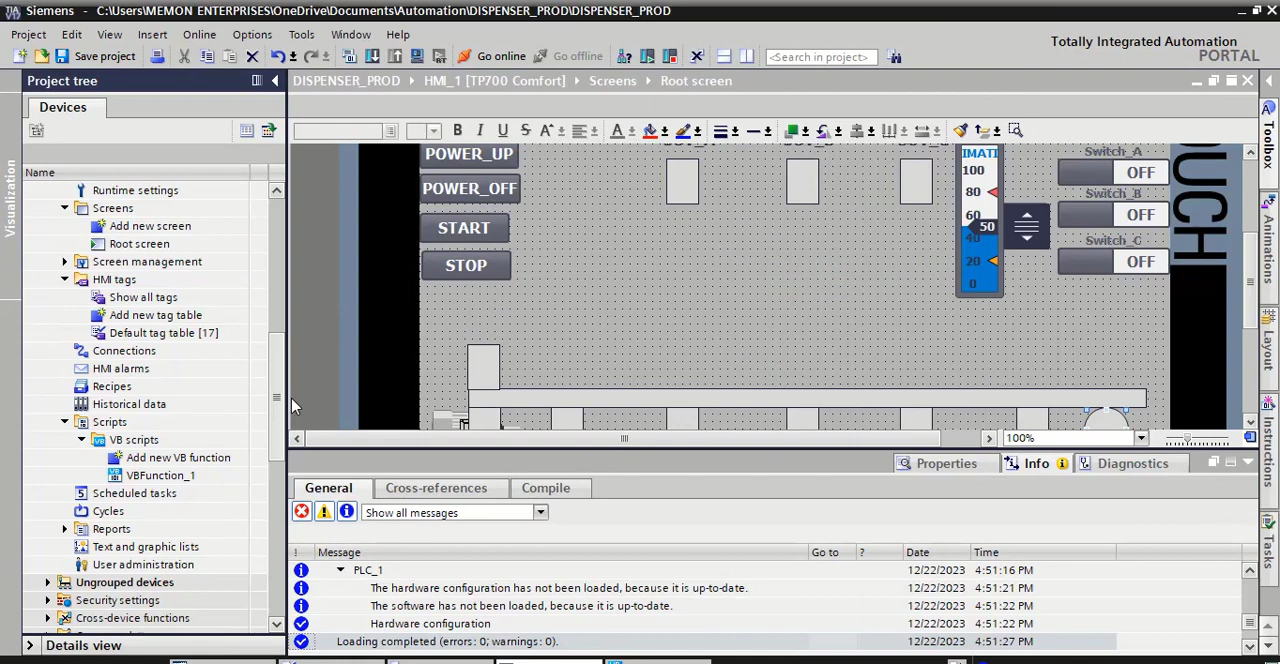 Siemens - C:\Users\MEMON ENTERPRISES\OneDrive\Documents\Automation\DISPENSER_PROD\DISPENSER_PROD
Project Edit View Insert Online Options Tools Window Help
Totally Integrated Automation
PORTAL
Save project
Go online
Go offline
<Search in project>
Project tree
DISPENSER_PROD
HMI_1 [TP700 Comfort]
Screens
Root screen
Devices
Name
Runtime settings
Screens
Add new screen
Root screen
Screen management
HMI tags
Show all tags
Add new tag table
Default tag table [17]
Connections
HMI alarms
Recipes
Historical data
Scripts
VB scripts
Add new VB function
VBFunction_1
Scheduled tasks
Cycles
Reports
Text and graphic lists
User administration
Ungrouped devices
Security settings
Cross-device functions
Details view
Visualization
POWER_UP
POWER_OFF
START
STOP
100
80
60
50
40
20
0
Switch_A
OFF
Switch_B
OFF
Switch_C
OFF
OUCH
100%
Properties
Info
Diagnostics
General
Cross-references
Compile
Show all messages
! Message Go to ? Date Time
PLC_1 12/22/2023 4:51:16 PM
The hardware configuration has not been loaded, because it is up-to-date. 12/22/2023 4:51:21 PM
The software has not been loaded, because it is up-to-date. 12/22/2023 4:51:22 PM
Hardware configuration 12/22/2023 4:51:22 PM
Loading completed (errors: 0; warnings: 0). 12/22/2023 4:51:27 PM
Toolbox
Animations
Layout
Instructions
Tasks